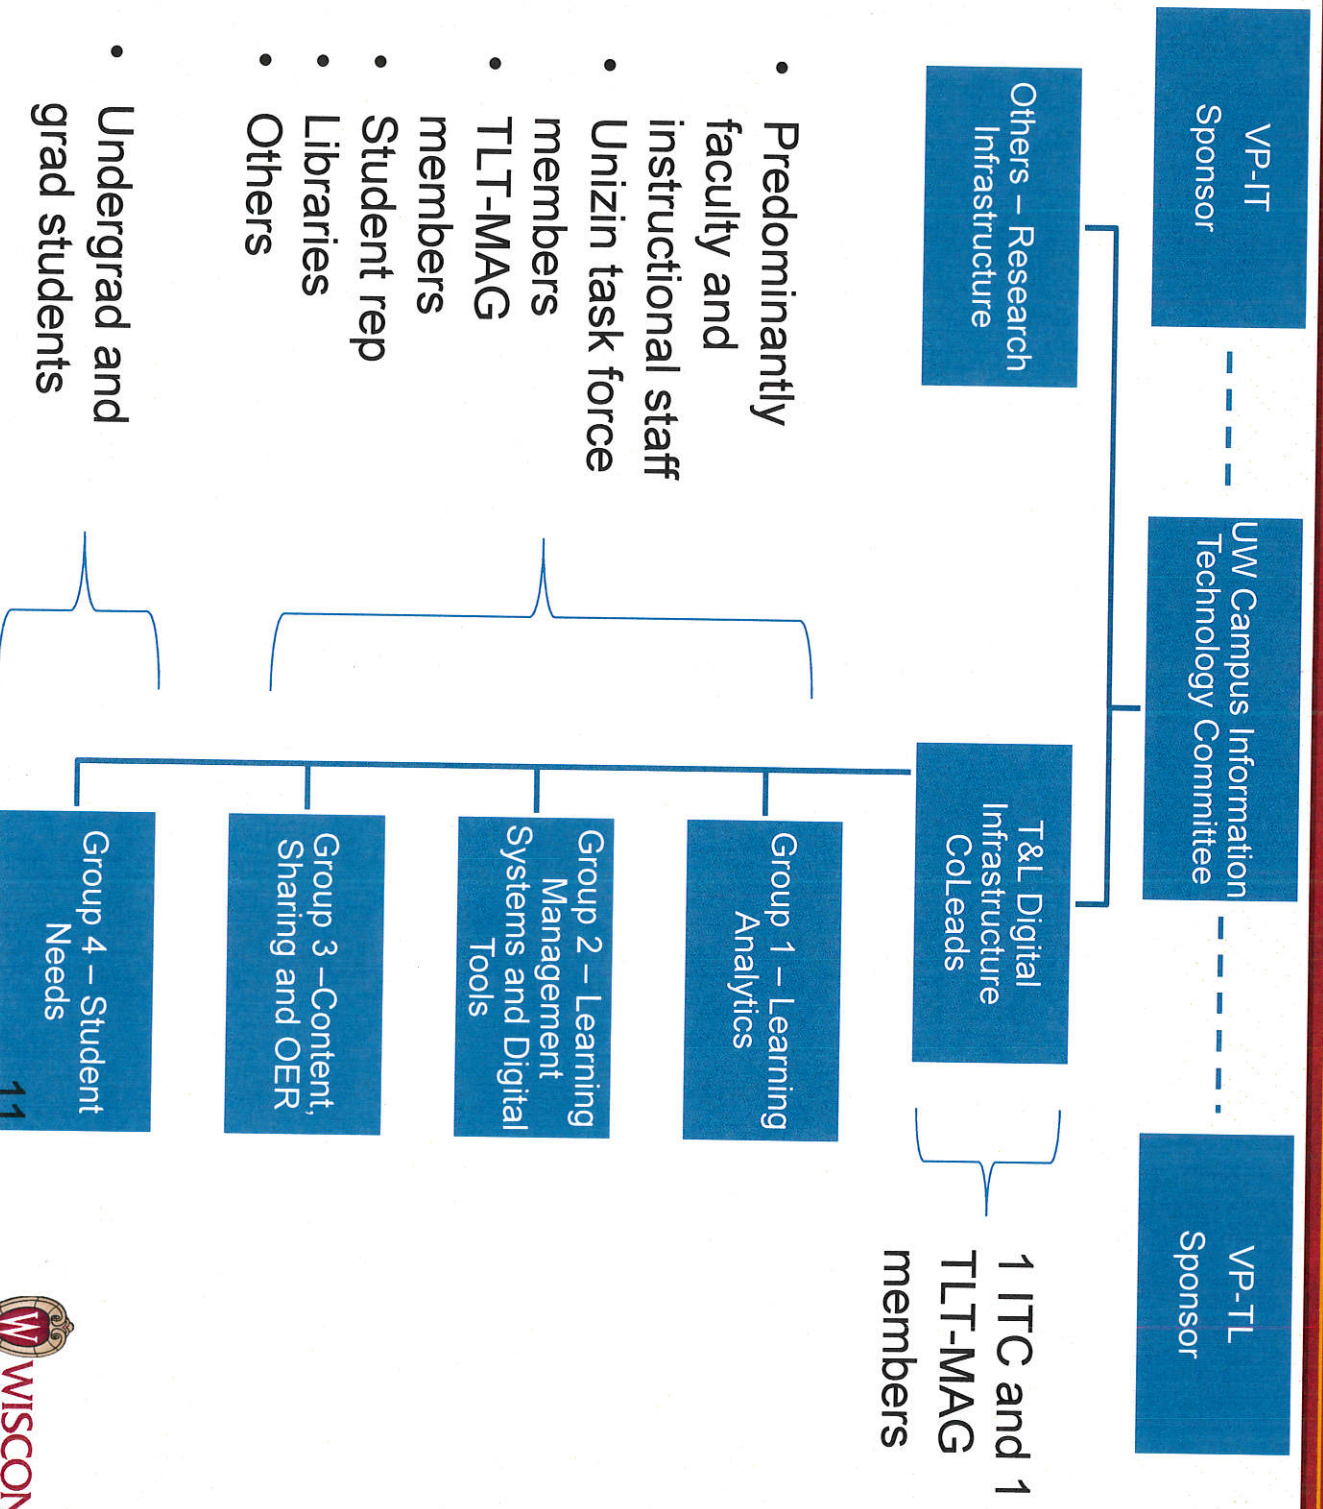 VP-IT
Sponsor
UW Campus Information
Technology Committee
VP-TL
Sponsor
Others – Research
Infrastructure
T&L Digital
Infrastructure
CoLeads
1 ITC and 1
TLT-MAG
members
• Predominantly
faculty and
instructional staff
• Unizin task force
members
• TLT-MAG
members
• Student rep
• Libraries
• Others
Group 1 – Learning
Analytics
Group 2 – Learning
Management
Systems and Digital
Tools
Group 3 –Content,
Sharing and OER
• Undergrad and
grad students
Group 4 – Student
Needs
11
W
WISCON